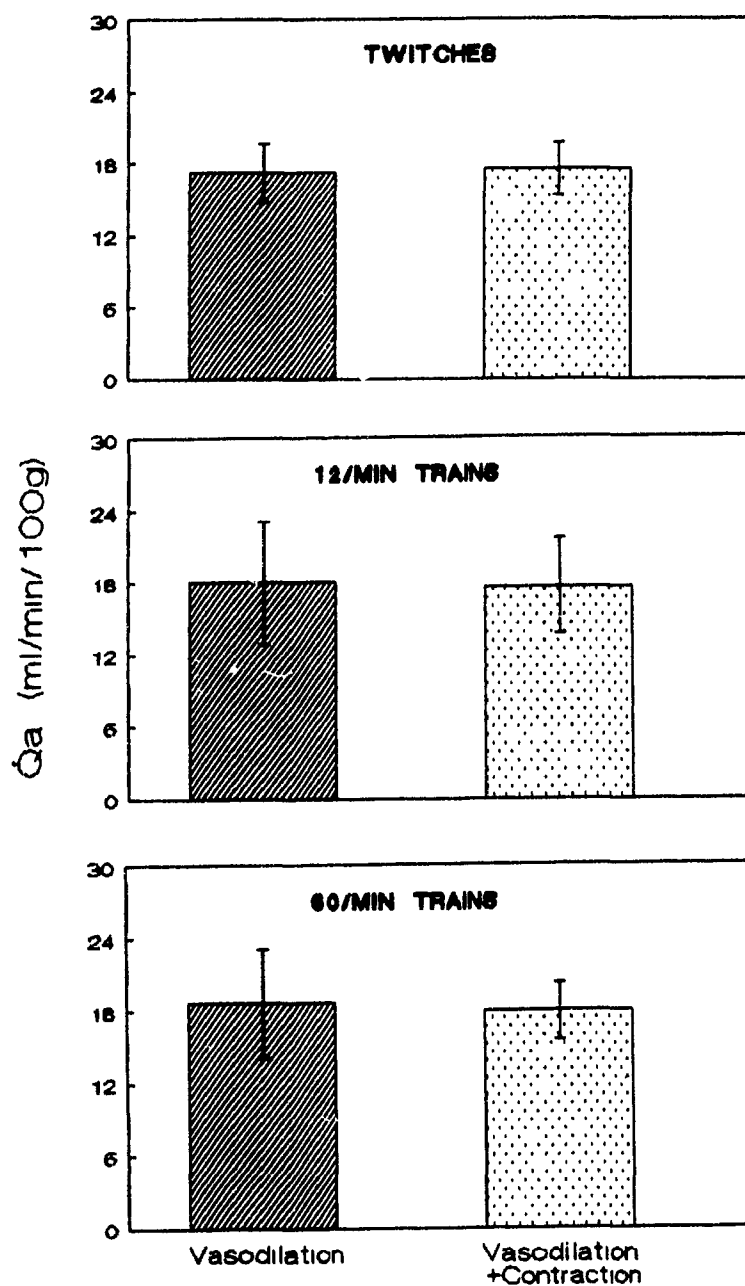 30
TWITCHES
24
18
12
6
0
30
12/MIN TRAINS
24
18
12
6
0
Q̇a (ml/min/100g)
30
60/MIN TRAINS
24
18
12
6
0
Vasodilation
Vasodilation
+Contraction